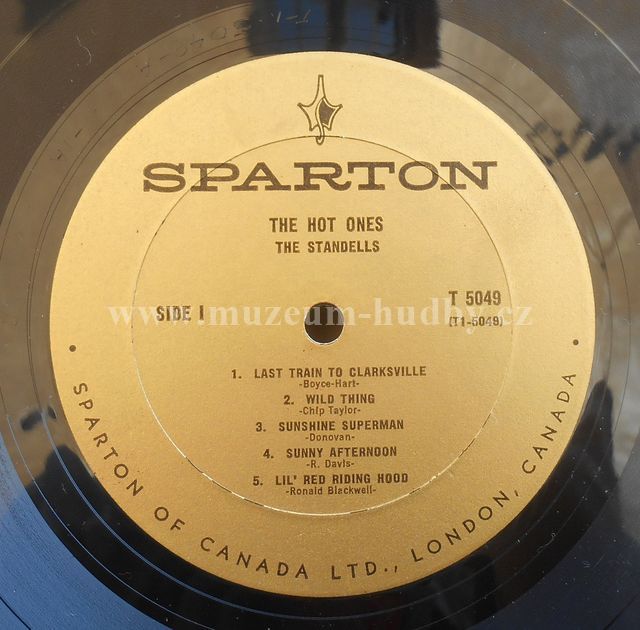 SPARTON
THE HOT ONES
THE STANDELLS
SIDE I
T 5049
(T1-5049)
www.muzeum-hudby.cz
1. LAST TRAIN TO CLARKSVILLE
-Boyce-Hart-
2. WILD THING
-Chip Taylor-
3. SUNSHINE SUPERMAN
-Donovan-
4. SUNNY AFTERNOON
-R. Davis-
5. LIL' RED RIDING HOOD
-Ronald Blackwell-
SPARTON OF CANADA LTD., LONDON, CANADA